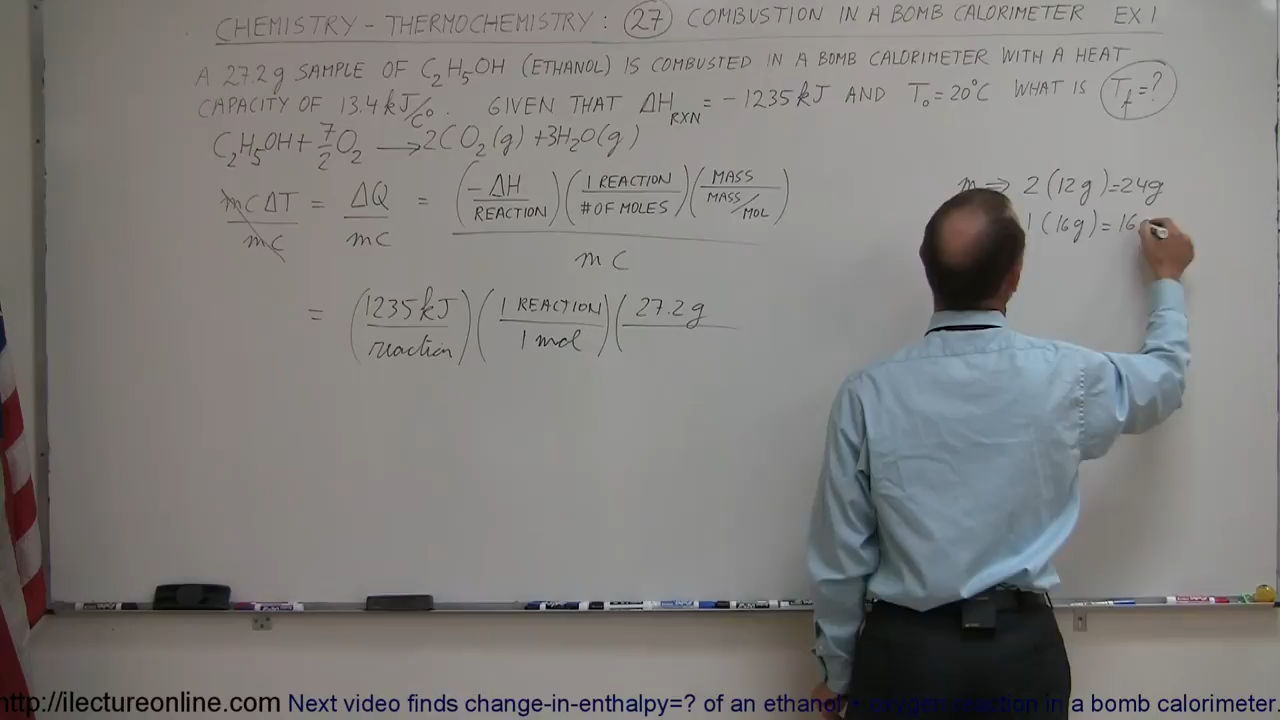 CHEMISTRY - THERMOCHEMISTRY: 27 COMBUSTION IN A BOMB CALORIMETER EX 1
A 27.2g SAMPLE OF C₂H₅OH (ETHANOL) IS COMBUSTED IN A BOMB CALORIMETER WITH A HEAT
CAPACITY OF 13.4 kJ/C°. GIVEN THAT ΔH_RXN = -1235 kJ AND T₀ = 20°C WHAT IS T_f = ?
C₂H₅OH + 7/2 O₂ → 2CO₂(g) + 3H₂O(g)
mCΔT/mC = ΔQ/mC = (-ΔH/REACTION)(1 REACTION/# OF MOLES)(MASS/MASS/MOL)/mC
= (1235 kJ/reaction)(1 REACTION/1 mol)(27.2g
m ⇒ 2(12g) = 24g
1(16g) = 16
http://ilectureonline.com Next video finds change-in-enthalpy=? of an ethanol + oxygen reaction in a bomb calorimeter.